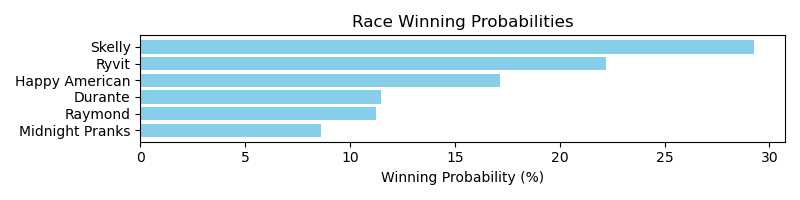 Race Winning Probabilities
Skelly
Ryvit
Happy American
Durante
Raymond
Midnight Pranks
0 5 10 15 20 25 30
Winning Probability (%)